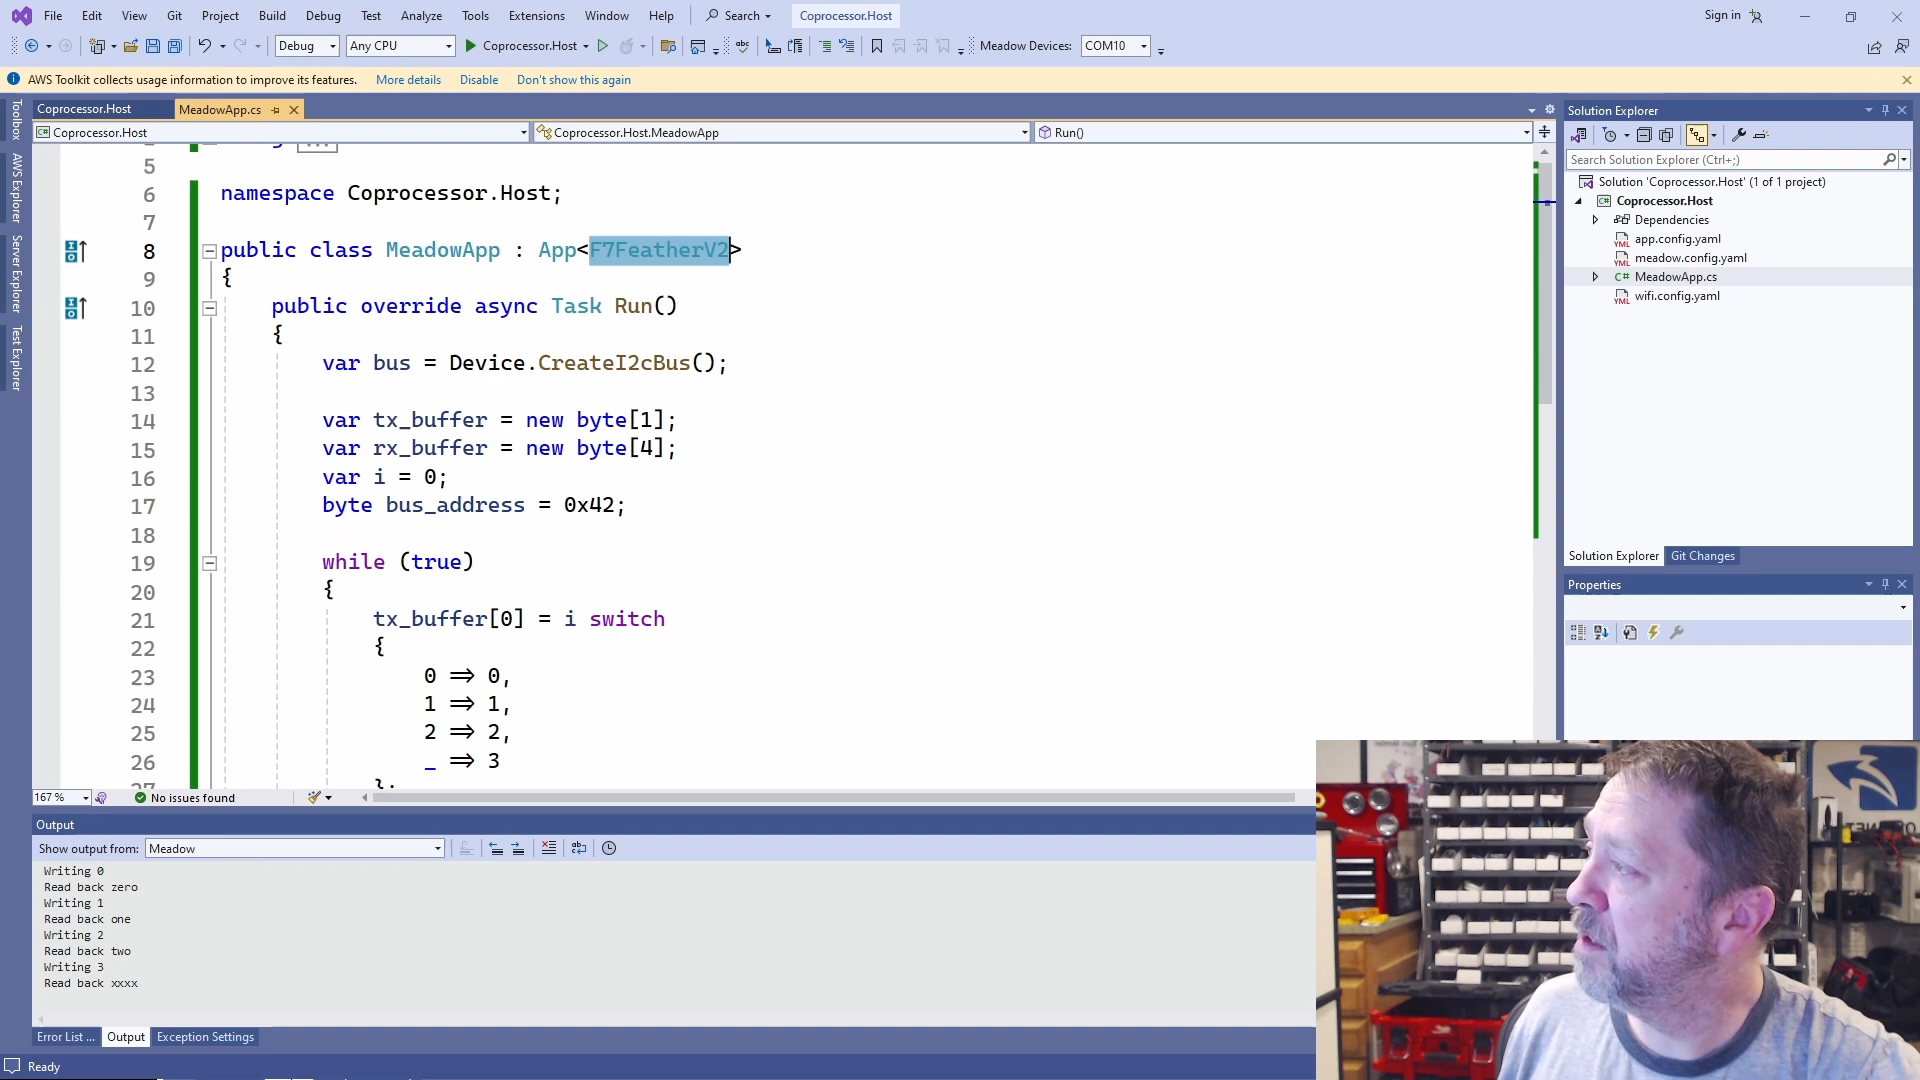 File Edit View Git Project Build Debug Test Analyze Tools Extensions Window Help Search Coprocessor.Host Sign in
Debug Any CPU Coprocessor.Host Meadow Devices: COM10
AWS Toolkit collects usage information to improve its features. More details Disable Don't show this again
Toolbox
AWS Explorer
Server Explorer
Test Explorer
Coprocessor.Host MeadowApp.cs
Coprocessor.Host Coprocessor.Host.MeadowApp Run()
5
6 namespace Coprocessor.Host;
7
8 public class MeadowApp : App<F7FeatherV2>
9 {
10 public override async Task Run()
11 {
12 var bus = Device.CreateI2cBus();
13
14 var tx_buffer = new byte[1];
15 var rx_buffer = new byte[4];
16 var i = 0;
17 byte bus_address = 0x42;
18
19 while (true)
20 {
21 tx_buffer[0] = i switch
22 {
23 0 => 0,
24 1 => 1,
25 2 => 2,
26 _ => 3
27 };
167 % No issues found
Output
Show output from: Meadow
Writing 0
Read back zero
Writing 1
Read back one
Writing 2
Read back two
Writing 3
Read back xxxx
Error List ... Output Exception Settings
Ready
Solution Explorer
Search Solution Explorer (Ctrl+;)
Solution 'Coprocessor.Host' (1 of 1 project)
Coprocessor.Host
Dependencies
app.config.yaml
meadow.config.yaml
C# MeadowApp.cs
wifi.config.yaml
Solution Explorer Git Changes
Properties